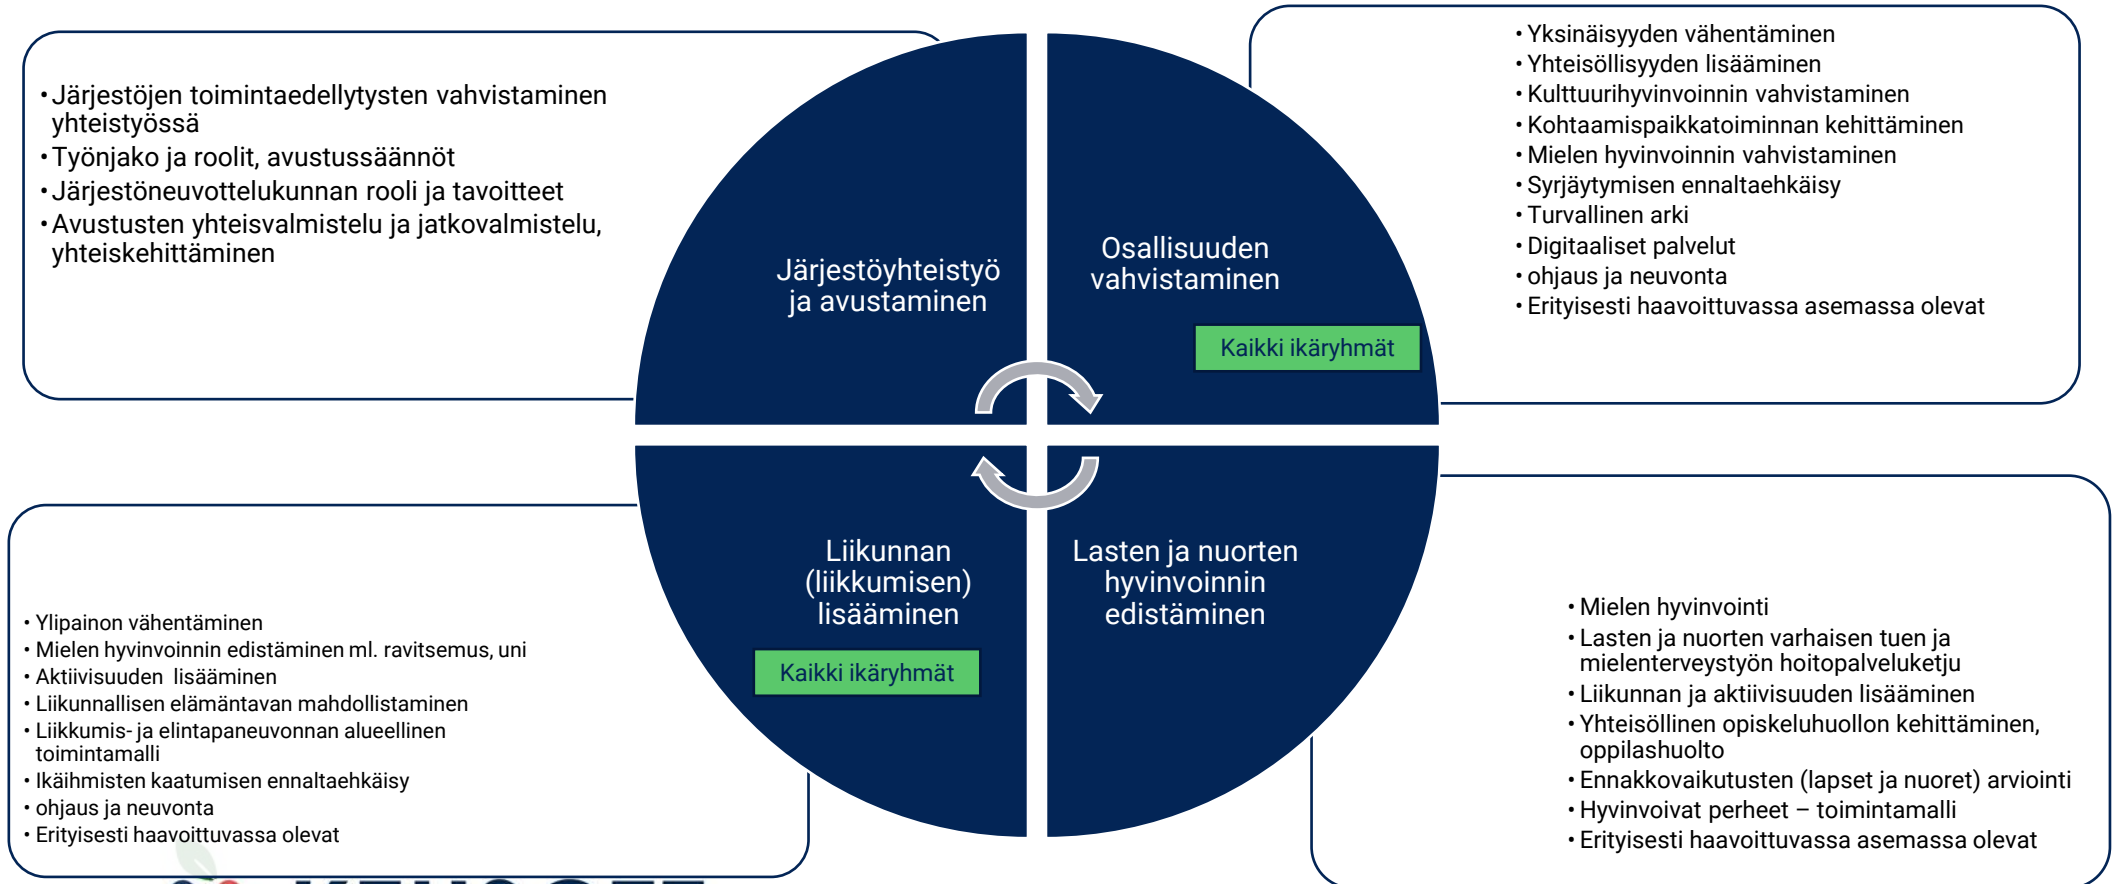 • Järjestöjen toimintaedellytysten vahvistaminen
yhteistyössä
• Työnjako ja roolit, avustussäännöt
• Järjestöneuvottelukunnan rooli ja tavoitteet
• Avustusten yhteisvalmistelu ja jatkovalmistelu,
yhteiskehittäminen
Järjestöyhteistyö
ja avustaminen
Osallisuuden
vahvistaminen
Kaikki ikäryhmät
• Yksinäisyyden vähentäminen
• Yhteisöllisyyden lisääminen
• Kulttuurihyvinvoinnin vahvistaminen
• Kohtaamispaikkatoiminnan kehittäminen
• Mielen hyvinvoinnin vahvistaminen
• Syrjäytymisen ennaltaehkäisy
• Turvallinen arki
• Digitaaliset palvelut
• ohjaus ja neuvonta
• Erityisesti haavoittuvassa asemassa olevat
• Ylipainon vähentäminen
• Mielen hyvinvoinnin edistäminen ml. ravitsemus, uni
• Aktiivisuuden lisääminen
• Liikunnallisen elämäntavan mahdollistaminen
• Liikkumis- ja elintapaneuvonnan alueellinen
toimintamalli
• Ikäihmisten kaatumisen ennaltaehkäisy
• ohjaus ja neuvonta
• Erityisesti haavoittuvassa olevat
Liikunnan
(liikkumisen)
lisääminen
Kaikki ikäryhmät
Lasten ja nuorten
hyvinvoinnin
edistäminen
• Mielen hyvinvointi
• Lasten ja nuorten varhaisen tuen ja
mielenterveystyön hoitopalveluketju
• Liikunnan ja aktiivisuuden lisääminen
• Yhteisöllinen opiskeluhuollon kehittäminen,
oppilashuolto
• Ennakkovaikutusten (lapset ja nuoret) arviointi
• Hyvinvoivat perheet – toimintamalli
• Erityisesti haavoittuvassa asemassa olevat